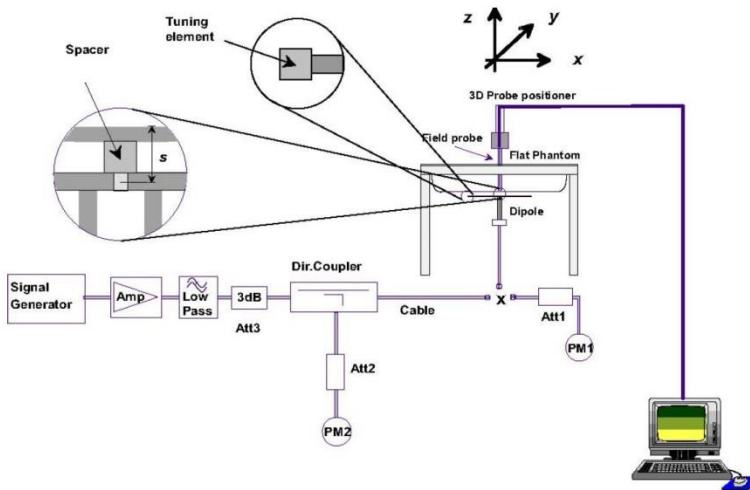 Tuning
element
Spacer
s
z
y
x
3D Probe positioner
Field probe
Flat Phantom
Dipole
Dir.Coupler
Signal
Generator
Amp
Low
Pass
3dB
Att3
Cable
x
Att1
PM1
Att2
PM2